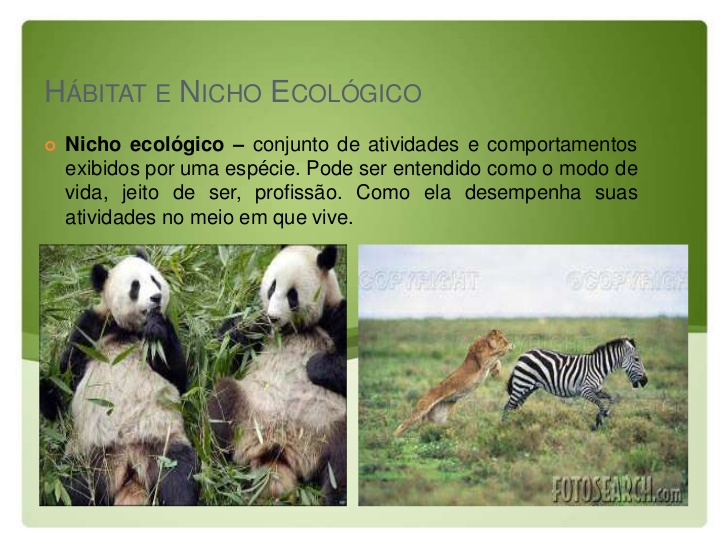 HÁBITAT E NICHO ECOLÓGICO
Nicho ecológico – conjunto de atividades e comportamentos
exibidos por uma espécie. Pode ser entendido como o modo de
vida, jeito de ser, profissão. Como ela desempenha suas
atividades no meio em que vive.
COPYRIGHT ©COPYRIGH
FOTOSEARCH.com